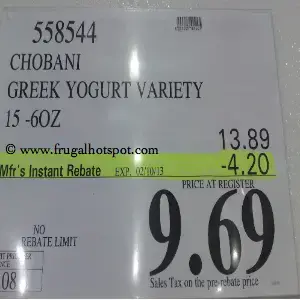 558544
CHOBANI
GREEK YOGURT VARIETY
15 -6OZ
© www.frugalhotspot.com
13.89
Mfr's Instant Rebate EXP. 02/10/13 -4.20
PRICE AT REGISTER
9.69
NO
REBATE LIMIT
08
Sales Tax on the pre-rebate price